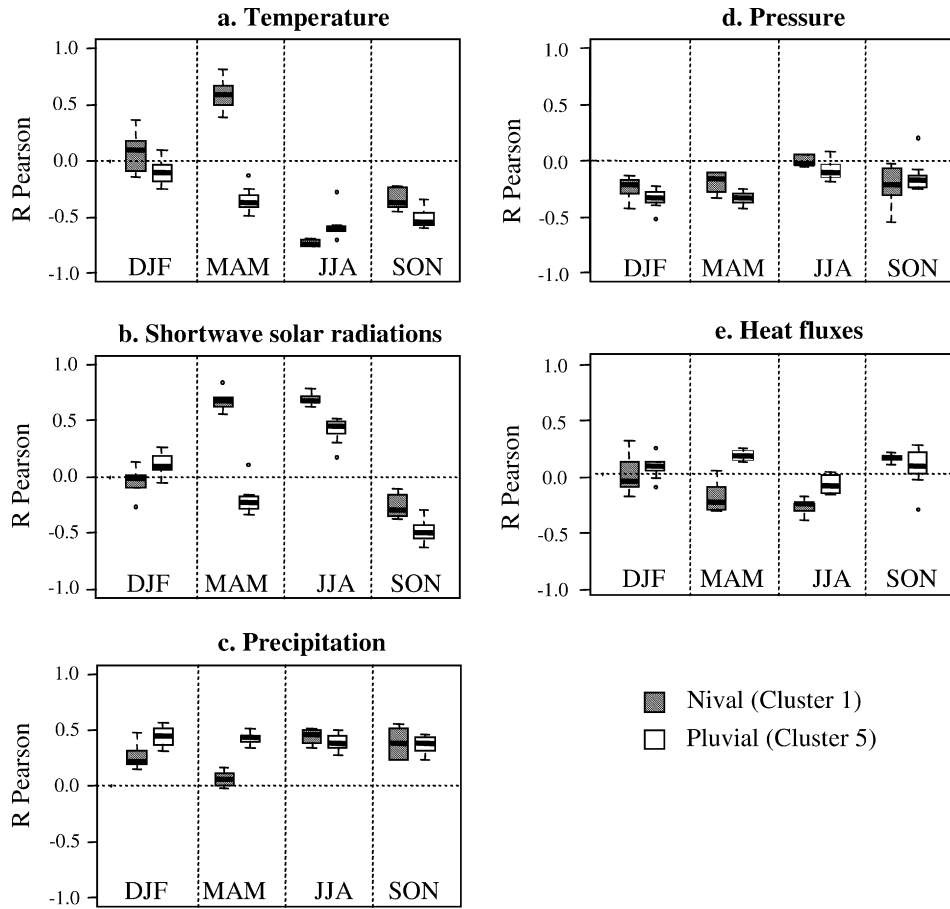 a. Temperature
R Pearson
1.0
0.5
0.0
-0.5
-1.0
DJF MAM JJA SON
d. Pressure
R Pearson
1.0
0.5
0.0
-0.5
-1.0
DJF MAM JJA SON
b. Shortwave solar radiations
R Pearson
1.0
0.5
0.0
-0.5
-1.0
DJF MAM JJA SON
e. Heat fluxes
R Pearson
1.0
0.5
0.0
-0.5
-1.0
DJF MAM JJA SON
c. Precipitation
R Pearson
1.0
0.5
0.0
-0.5
-1.0
DJF MAM JJA SON
Nival (Cluster 1)
Pluvial (Cluster 5)